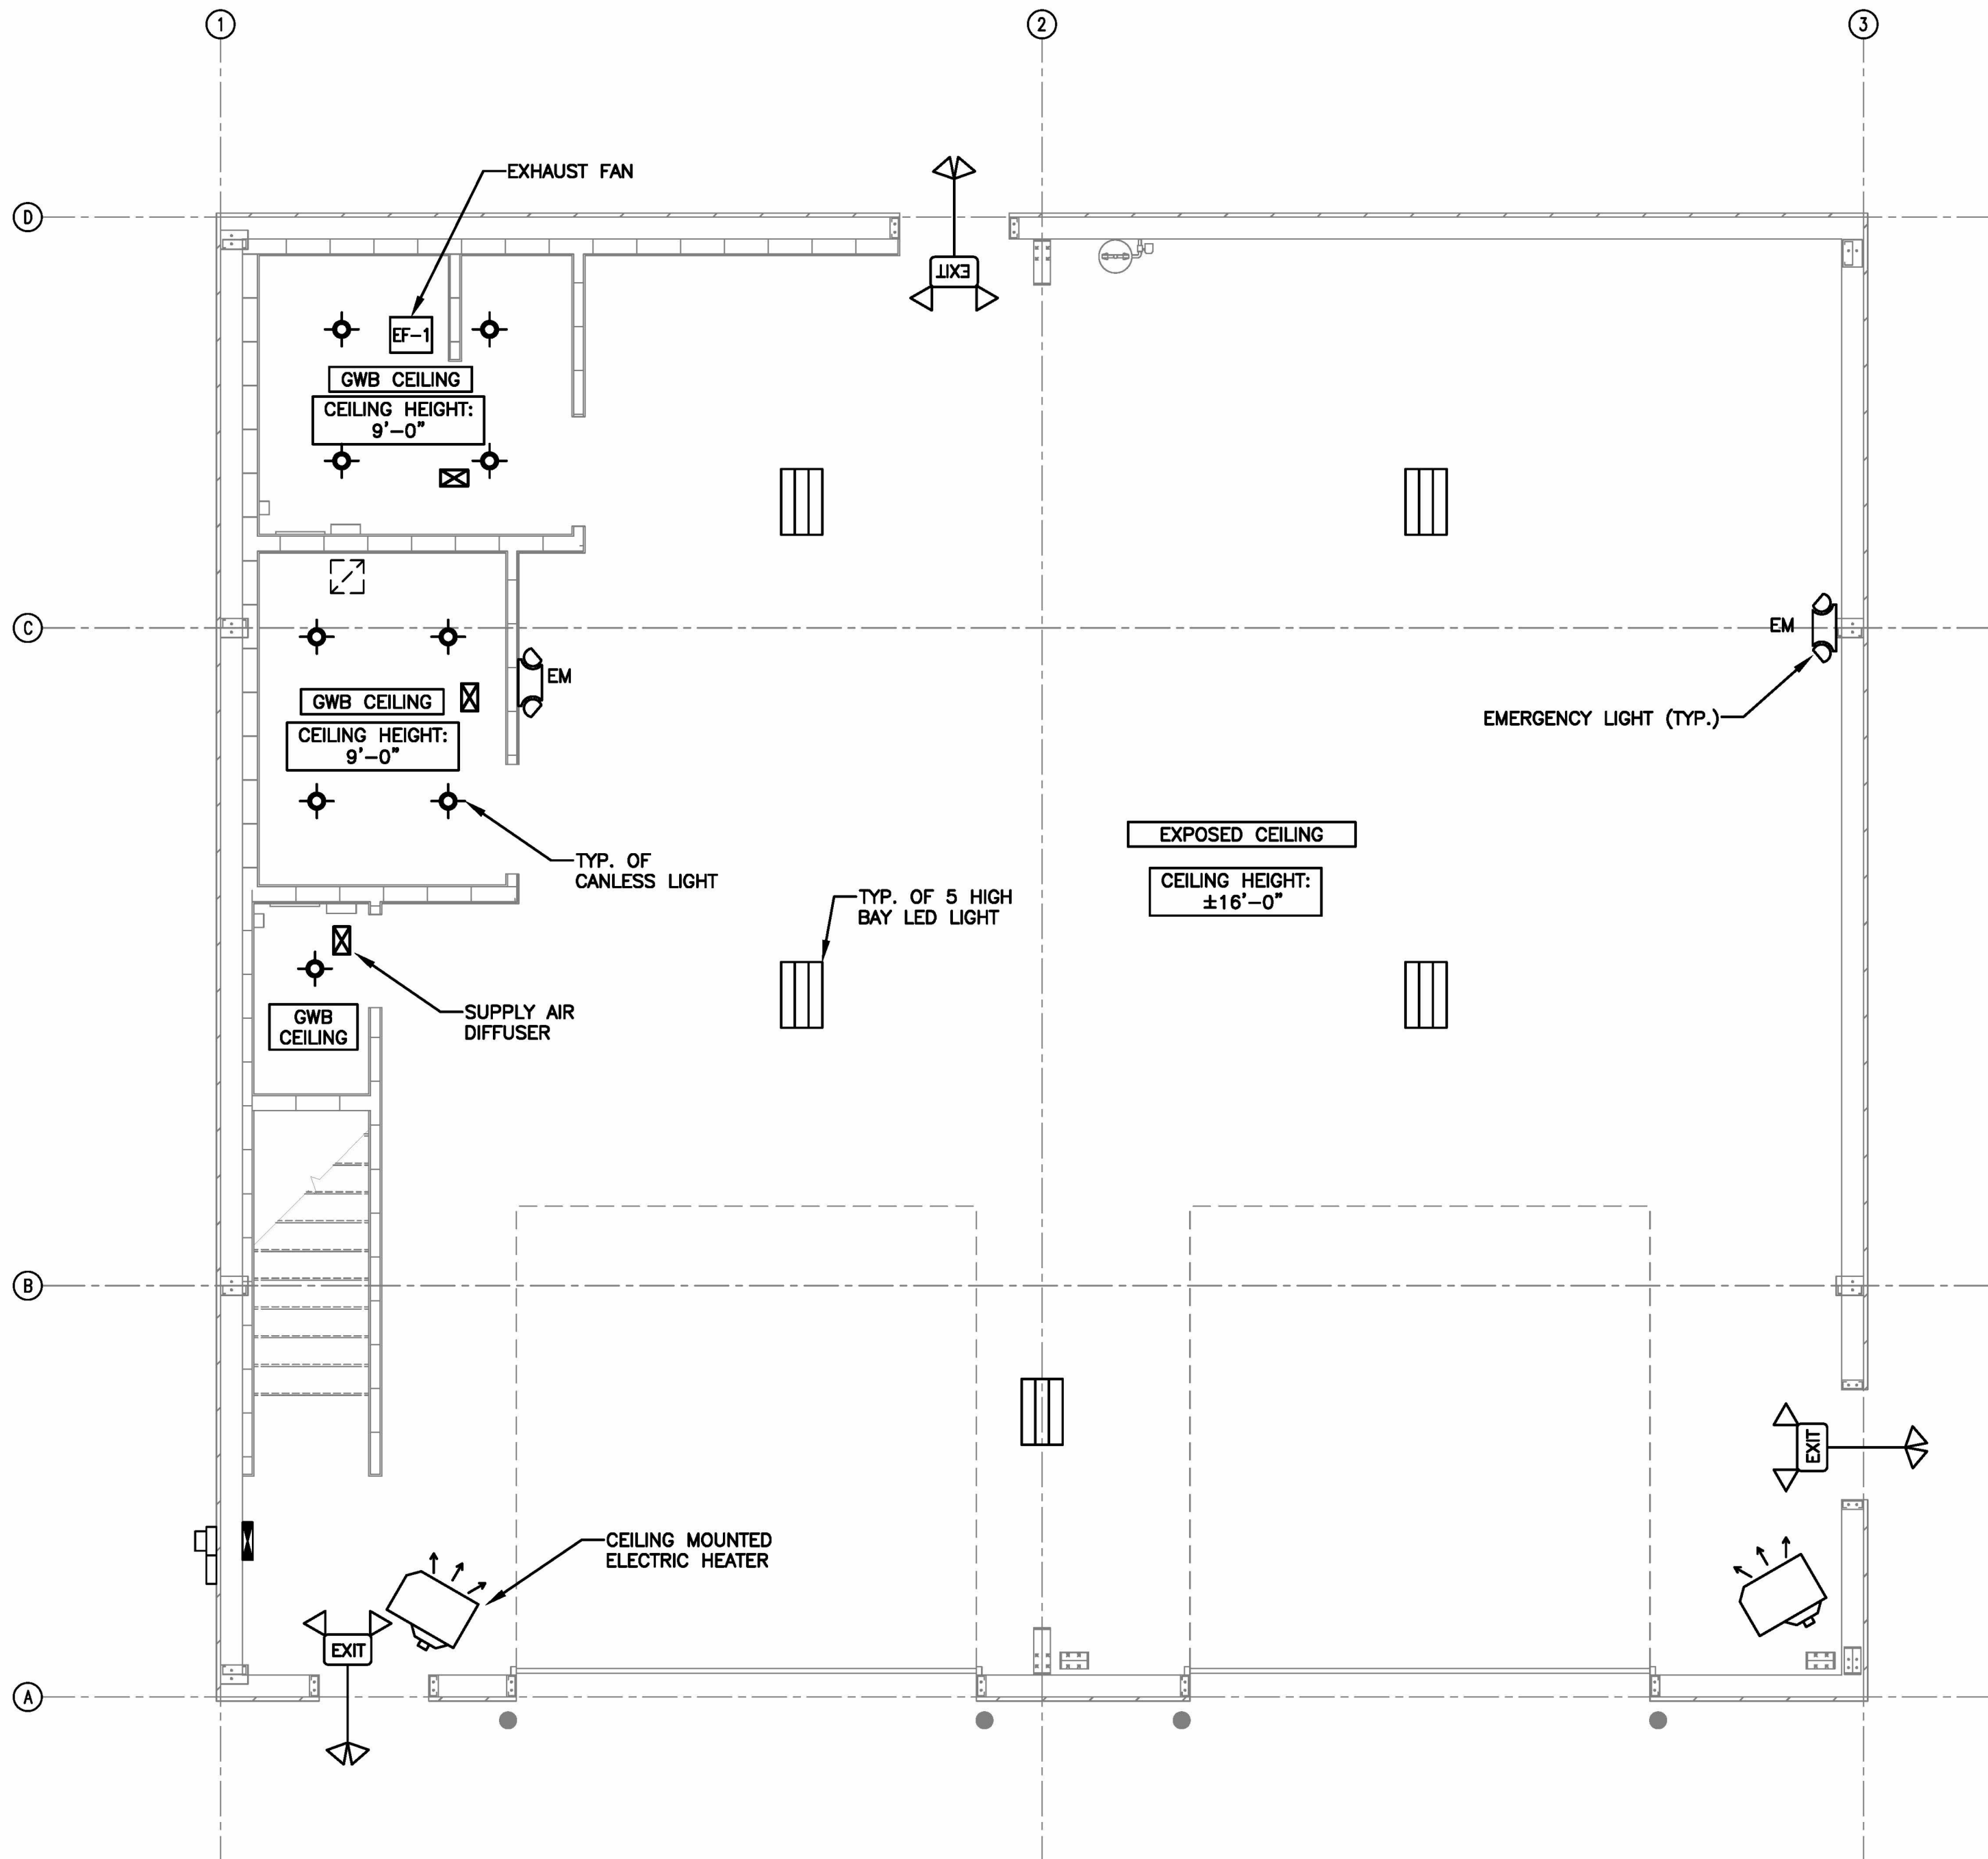 1
2
3
EXHAUST FAN
D
EXIT
EF-1
GWB CEILING
CEILING HEIGHT:
9'-0"
C
EM
EM
GWB CEILING
EMERGENCY LIGHT (TYP.)
CEILING HEIGHT:
9'-0"
EXPOSED CEILING
TYP. OF
CANLESS LIGHT
CEILING HEIGHT:
±16'-0"
TYP. OF 5 HIGH
BAY LED LIGHT
SUPPLY AIR
DIFFUSER
GWB
CEILING
B
EXIT
CEILING MOUNTED
ELECTRIC HEATER
EXIT
A